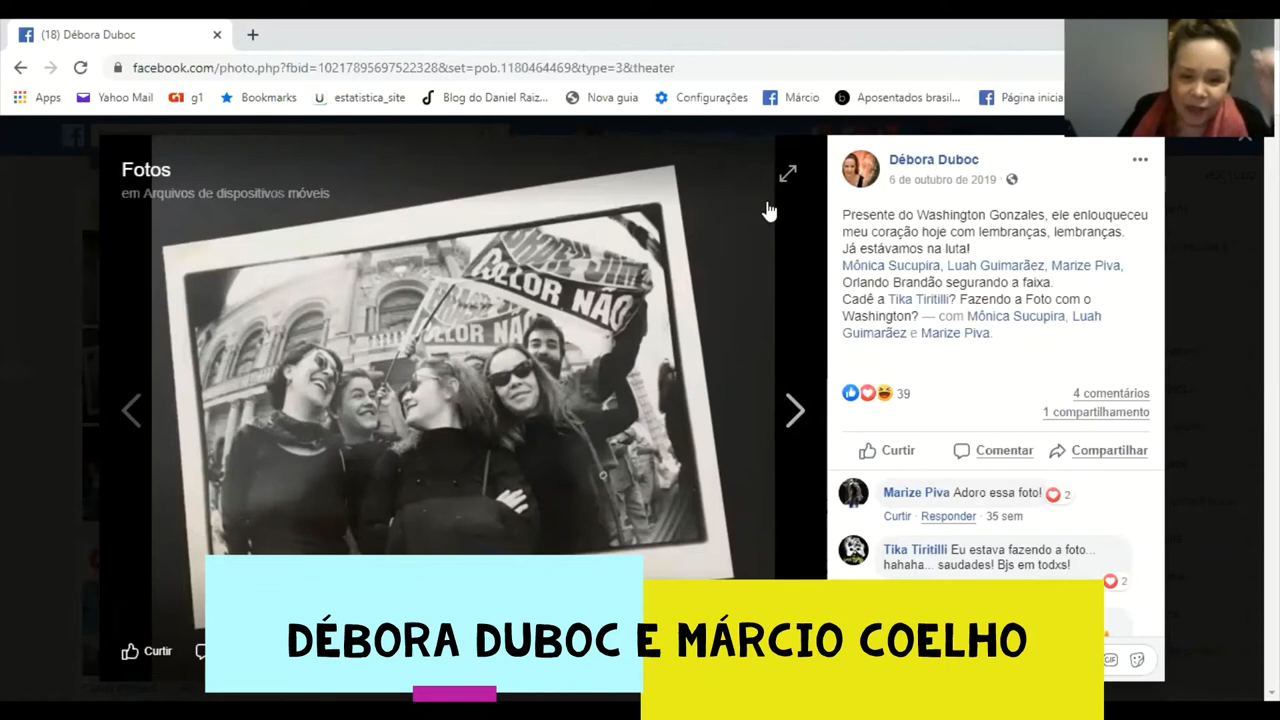 (18) Débora Duboc
facebook.com/photo.php?fbid=10217895697522328&set=pob.1180464469&type=3&theater
Apps Yahoo Mail G1 g1 Bookmarks estatistica_site Blog do Daniel Raiz... Nova guia Configurações Márcio Aposentados brasil... Página inicia
Fotos
em Arquivos de dispositivos móveis
COLLOR NÃO
Débora Duboc
6 de outubro de 2019
Presente do Washington Gonzales, ele enlouqueceu
meu coração hoje com lembranças, lembranças.
Já estávamos na luta!
Mônica Sucupira, Luah Guimarãez, Marize Piva,
Orlando Brandão segurando a faixa.
Cadê a Tika Tiritilli? Fazendo a Foto com o
Washington? — com Mônica Sucupira, Luah
Guimarãez e Marize Piva.
39
4 comentários
1 compartilhamento
Curtir Comentar Compartilhar
Marize Piva Adoro essa foto! 2
Curtir · Responder · 35 sem
Tika Tiritilli Eu estava fazendo a foto...
hahaha... saudades! Bjs em todxs!
2
Curtir
GIF
DÉBORA DUBOC E MÁRCIO COELHO